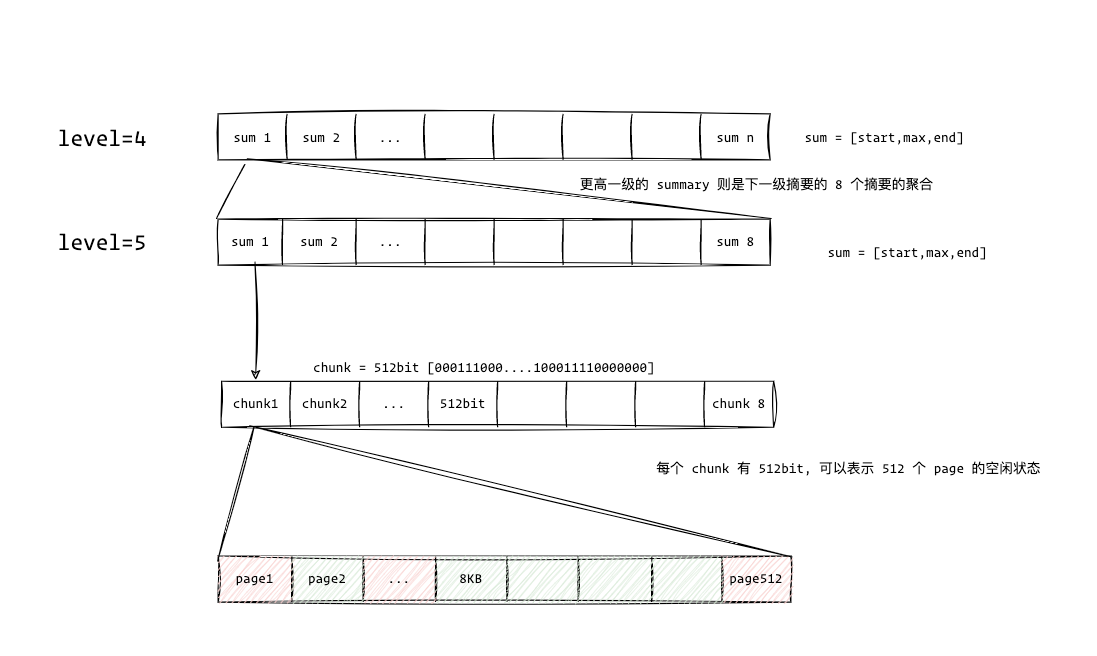 level=4
sum 1 sum 2 ... sum n
sum = [start,max,end]
更高一级的 summary 则是下一级摘要的 8 个摘要的聚合
level=5
sum 1 sum 2 ... sum 8
sum = [start,max,end]
chunk = 512bit [000111000....100011110000000]
chunk1 chunk2 ... 512bit chunk 8
每个 chunk 有 512bit, 可以表示 512 个 page 的空闲状态
page1 page2 ... 8KB page512